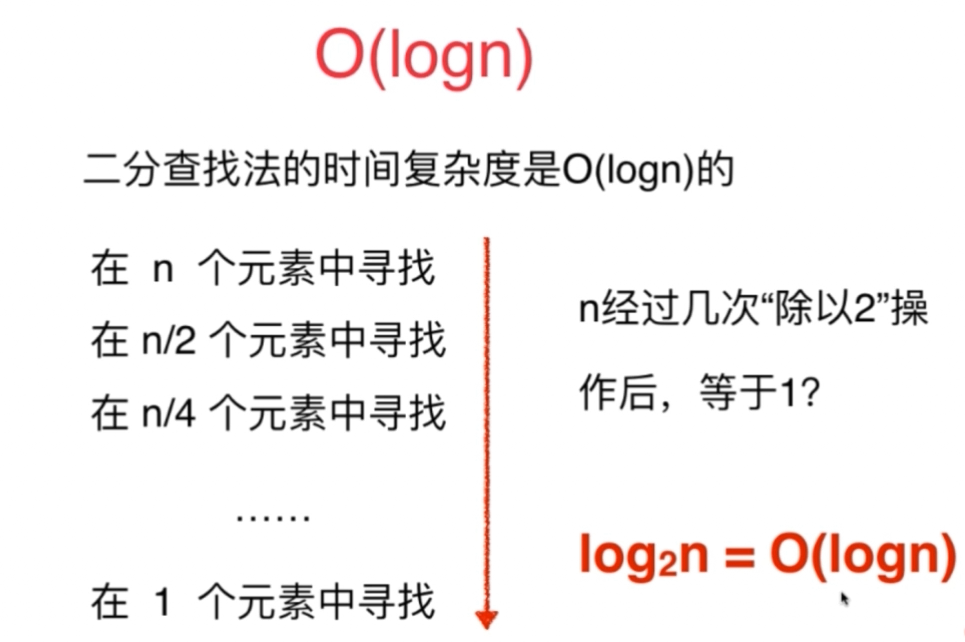 O(logn)
二分查找法的时间复杂度是O(logn)的
在 n 个元素中寻找
在 n/2 个元素中寻找
在 n/4 个元素中寻找
……
在 1 个元素中寻找
n经过几次“除以2”操
作后，等于1?
log₂n = O(logn)